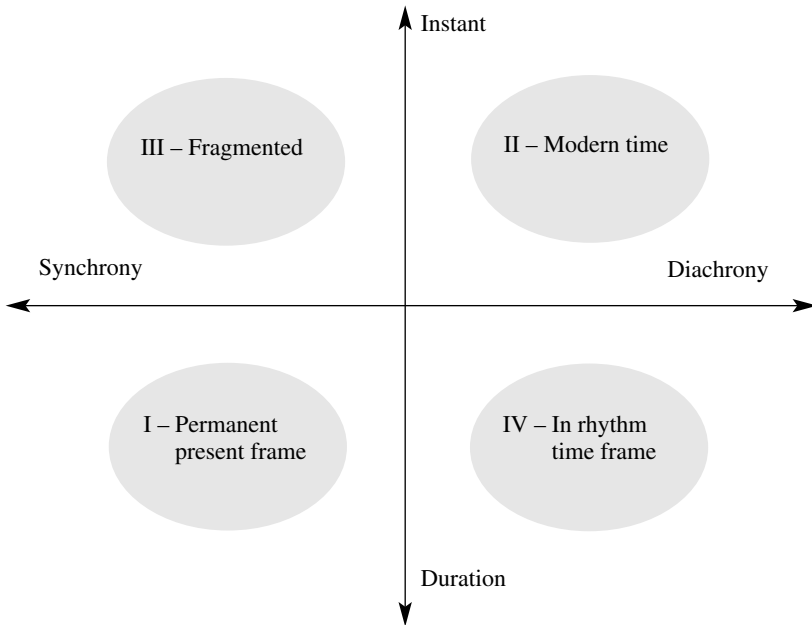 Instant
III – Fragmented
II – Modern time
Synchrony
Diachrony
I – Permanent
present frame
IV – In rhythm
time frame
Duration